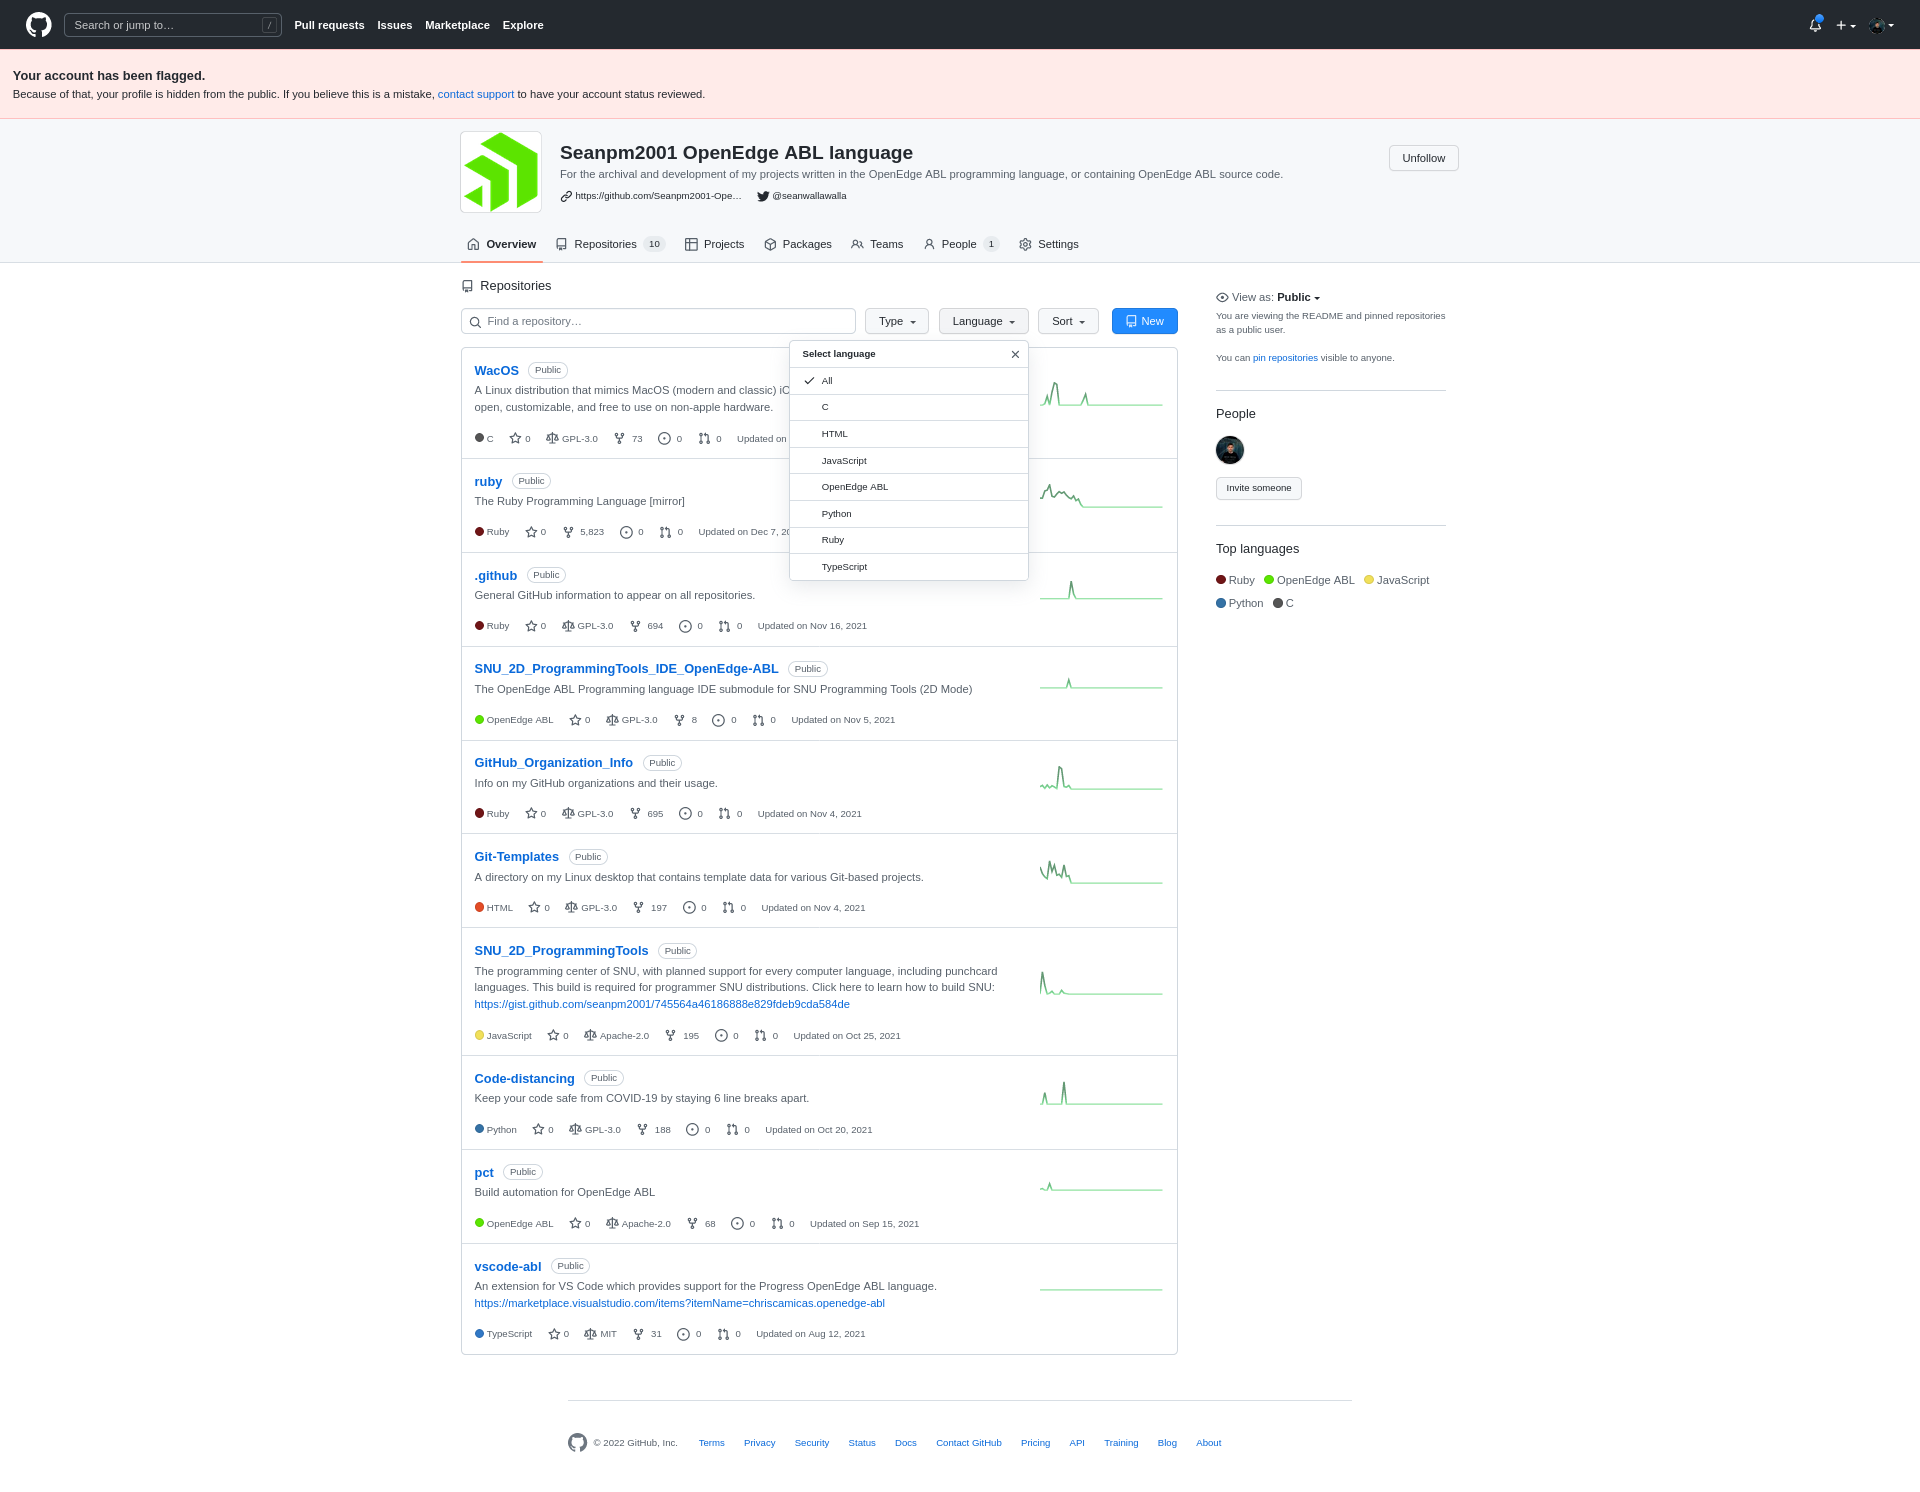 Search or jump to… /
Pull requests Issues Marketplace Explore
Your account has been flagged.
Because of that, your profile is hidden from the public. If you believe this is a mistake, contact support to have your account status reviewed.
Seanpm2001 OpenEdge ABL language
Unfollow
For the archival and development of my projects written in the OpenEdge ABL programming language, or containing OpenEdge ABL source code.
https://github.com/Seanpm2001-Ope… @seanwallawalla
Overview Repositories 10 Projects Packages Teams People 1 Settings
Repositories
Find a repository… Type Language Sort New
Select language
All
C
HTML
JavaScript
OpenEdge ABL
Python
Ruby
TypeScript
WacOS Public
A Linux distribution that mimics MacOS (modern and classic) iO
open, customizable, and free to use on non-apple hardware.
C 0 GPL-3.0 73 0 0 Updated on
ruby Public
The Ruby Programming Language [mirror]
Ruby 0 5,823 0 0 Updated on Dec 7, 20
.github Public
General GitHub information to appear on all repositories.
Ruby 0 GPL-3.0 694 0 0 Updated on Nov 16, 2021
SNU_2D_ProgrammingTools_IDE_OpenEdge-ABL Public
The OpenEdge ABL Programming language IDE submodule for SNU Programming Tools (2D Mode)
OpenEdge ABL 0 GPL-3.0 8 0 0 Updated on Nov 5, 2021
GitHub_Organization_Info Public
Info on my GitHub organizations and their usage.
Ruby 0 GPL-3.0 695 0 0 Updated on Nov 4, 2021
Git-Templates Public
A directory on my Linux desktop that contains template data for various Git-based projects.
HTML 0 GPL-3.0 197 0 0 Updated on Nov 4, 2021
SNU_2D_ProgrammingTools Public
The programming center of SNU, with planned support for every computer language, including punchcard
languages. This build is required for programmer SNU distributions. Click here to learn how to build SNU:
https://gist.github.com/seanpm2001/745564a46186888e829fdeb9cda584de
JavaScript 0 Apache-2.0 195 0 0 Updated on Oct 25, 2021
Code-distancing Public
Keep your code safe from COVID-19 by staying 6 line breaks apart.
Python 0 GPL-3.0 188 0 0 Updated on Oct 20, 2021
pct Public
Build automation for OpenEdge ABL
OpenEdge ABL 0 Apache-2.0 68 0 0 Updated on Sep 15, 2021
vscode-abl Public
An extension for VS Code which provides support for the Progress OpenEdge ABL language.
https://marketplace.visualstudio.com/items?itemName=chriscamicas.openedge-abl
TypeScript 0 MIT 31 0 0 Updated on Aug 12, 2021
View as: Public
You are viewing the README and pinned repositories
as a public user.
You can pin repositories visible to anyone.
People
Invite someone
Top languages
Ruby OpenEdge ABL JavaScript
Python C
© 2022 GitHub, Inc. Terms Privacy Security Status Docs Contact GitHub Pricing API Training Blog About